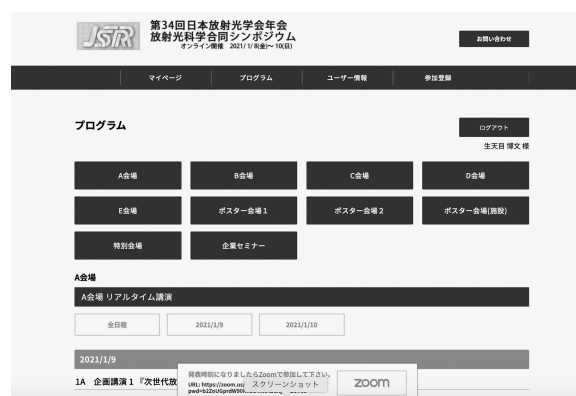 JSRR
第34回日本放射光学会年会
放射光科学合同シンポジウム
オンライン開催 2021/1/8(金)~10(日)
お問い合わせ
マイページ
プログラム
ユーザー情報
参加登録
プログラム
ログアウト
生天目 博文 様
A会場
B会場
C会場
D会場
E会場
ポスター会場1
ポスター会場2
ポスター会場(施設)
特別会場
企業セミナー
A会場
A会場 リアルタイム講演
全日程
2021/1/9
2021/1/10
2021/1/9
1A 企画講演1『次世代放
発表時刻になりましたらZoomで参加して下さい。
URL: https://zoom.us
スクリーンショット
zoom